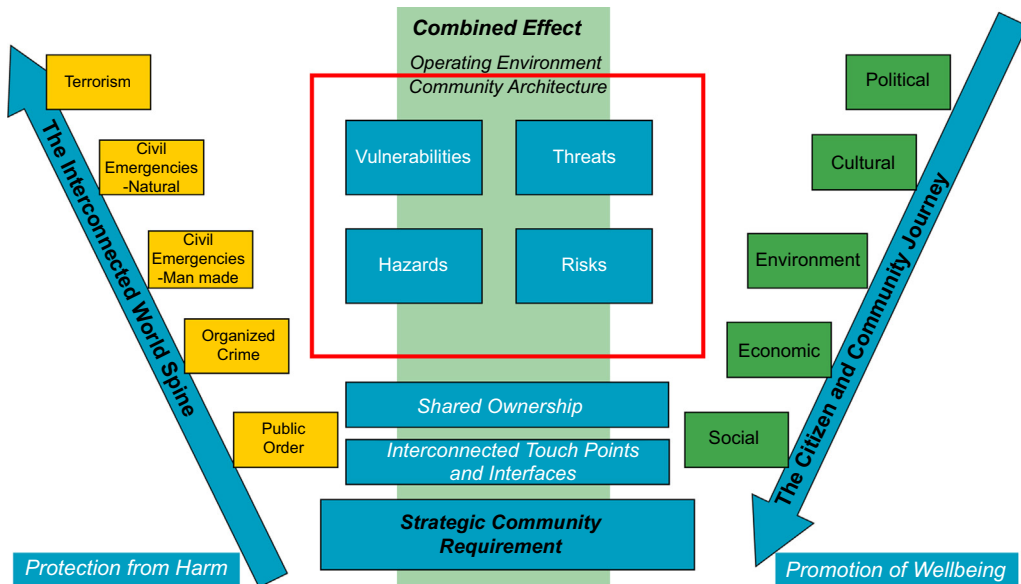 Combined Effect
Operating Environment
Community Architecture
Terrorism
Civil
Emergencies
-Natural
Civil
Emergencies
-Man made
Organized
Crime
Public
Order
The Interconnected World Spine
Protection from Harm
Vulnerabilities
Threats
Hazards
Risks
Shared Ownership
Interconnected Touch Points
and Interfaces
Strategic Community
Requirement
Political
Cultural
Environment
Economic
Social
The Citizen and Community Journey
Promotion of Wellbeing